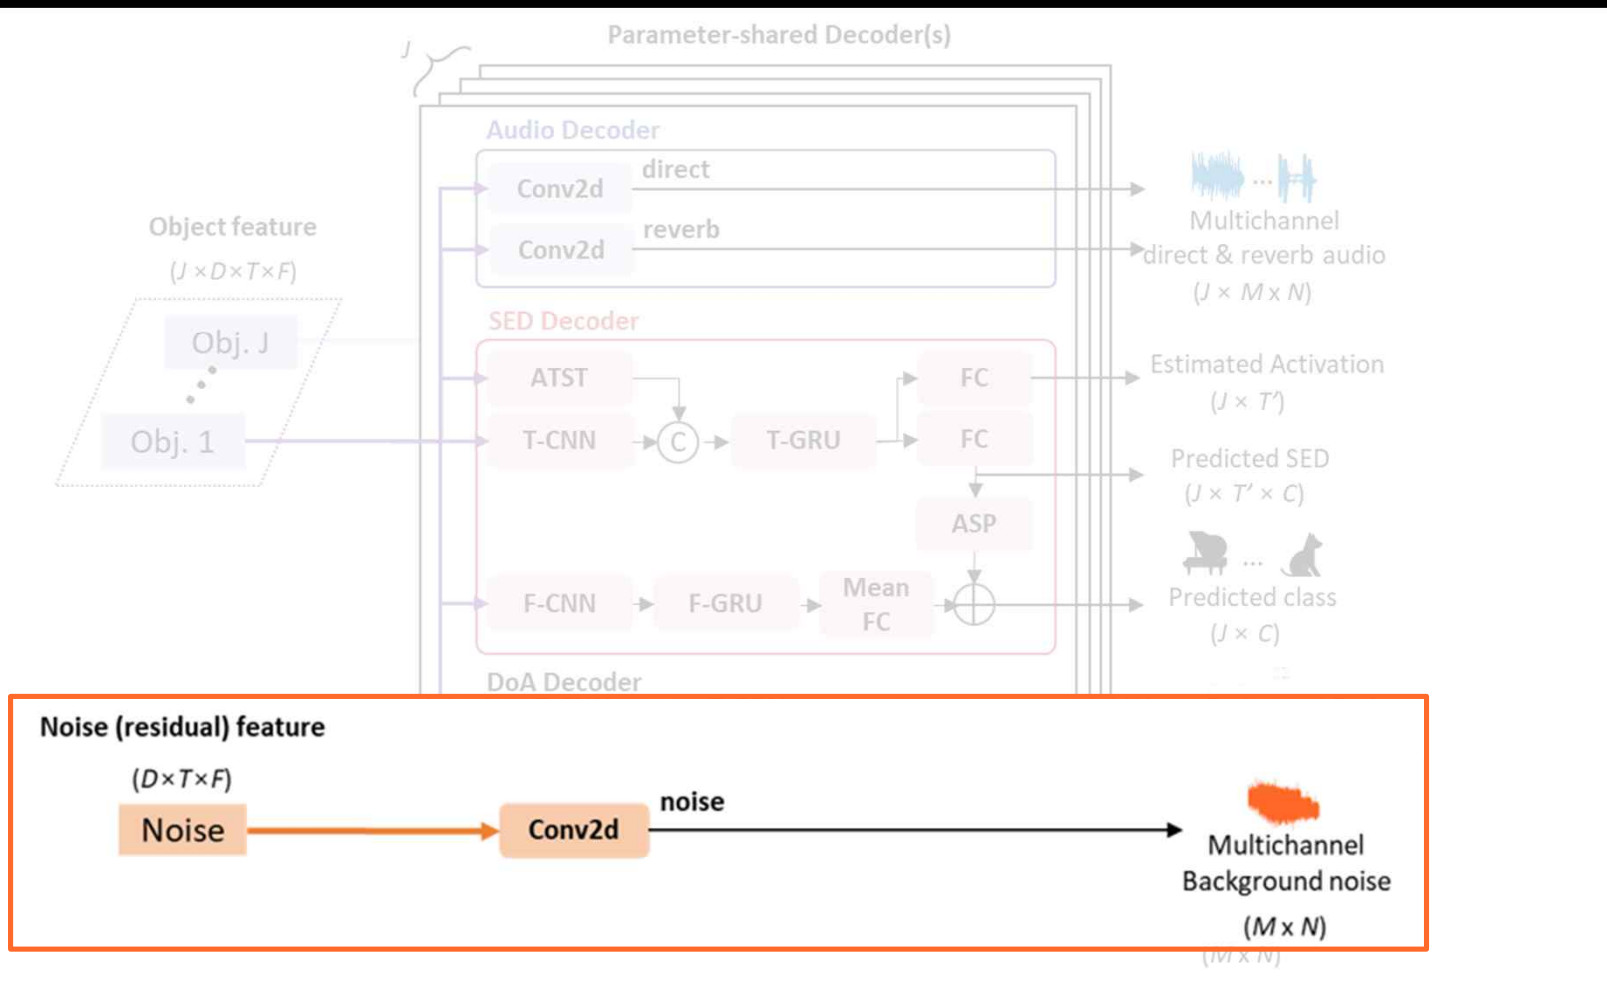 Parameter-shared Decoder(s)
J
Audio Decoder
Conv2d
direct
Conv2d
reverb
Multichannel
direct & reverb audio
(J × M x N)
Object feature
(J ×D×T×F)
Obj. J
Obj. 1
SED Decoder
ATST
T-CNN
C
T-GRU
FC
FC
ASP
F-CNN
F-GRU
Mean
FC
Estimated Activation
(J × T′)
Predicted SED
(J × T′ × C)
...
Predicted class
(J × C)
DoA Decoder
Noise (residual) feature
(D×T×F)
Noise
Conv2d
noise
Multichannel
Background noise
(M x N)
(M x N)